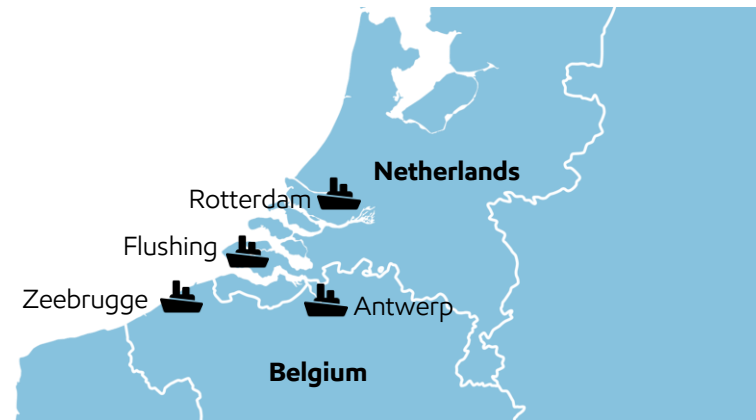 Netherlands
Rotterdam
Flushing
Zeebrugge
Antwerp
Belgium